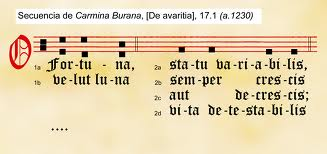 Secuencia de Carmina Burana, [De avaritia], 17.1 (a.1230)
O
1a For-tu - na, 2a sta-tu va-ri-a-bi-lis,
1b ve-lut lu-na 2b sem-per cres-cis
2c aut de-cres-cis;
2d vi-ta de-te-sta-bi-lis
....